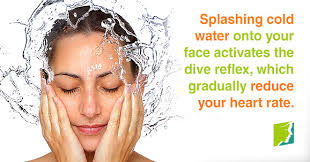 Splashing cold
water onto your
face activates the
dive reflex, which
gradually reduce
your heart rate.